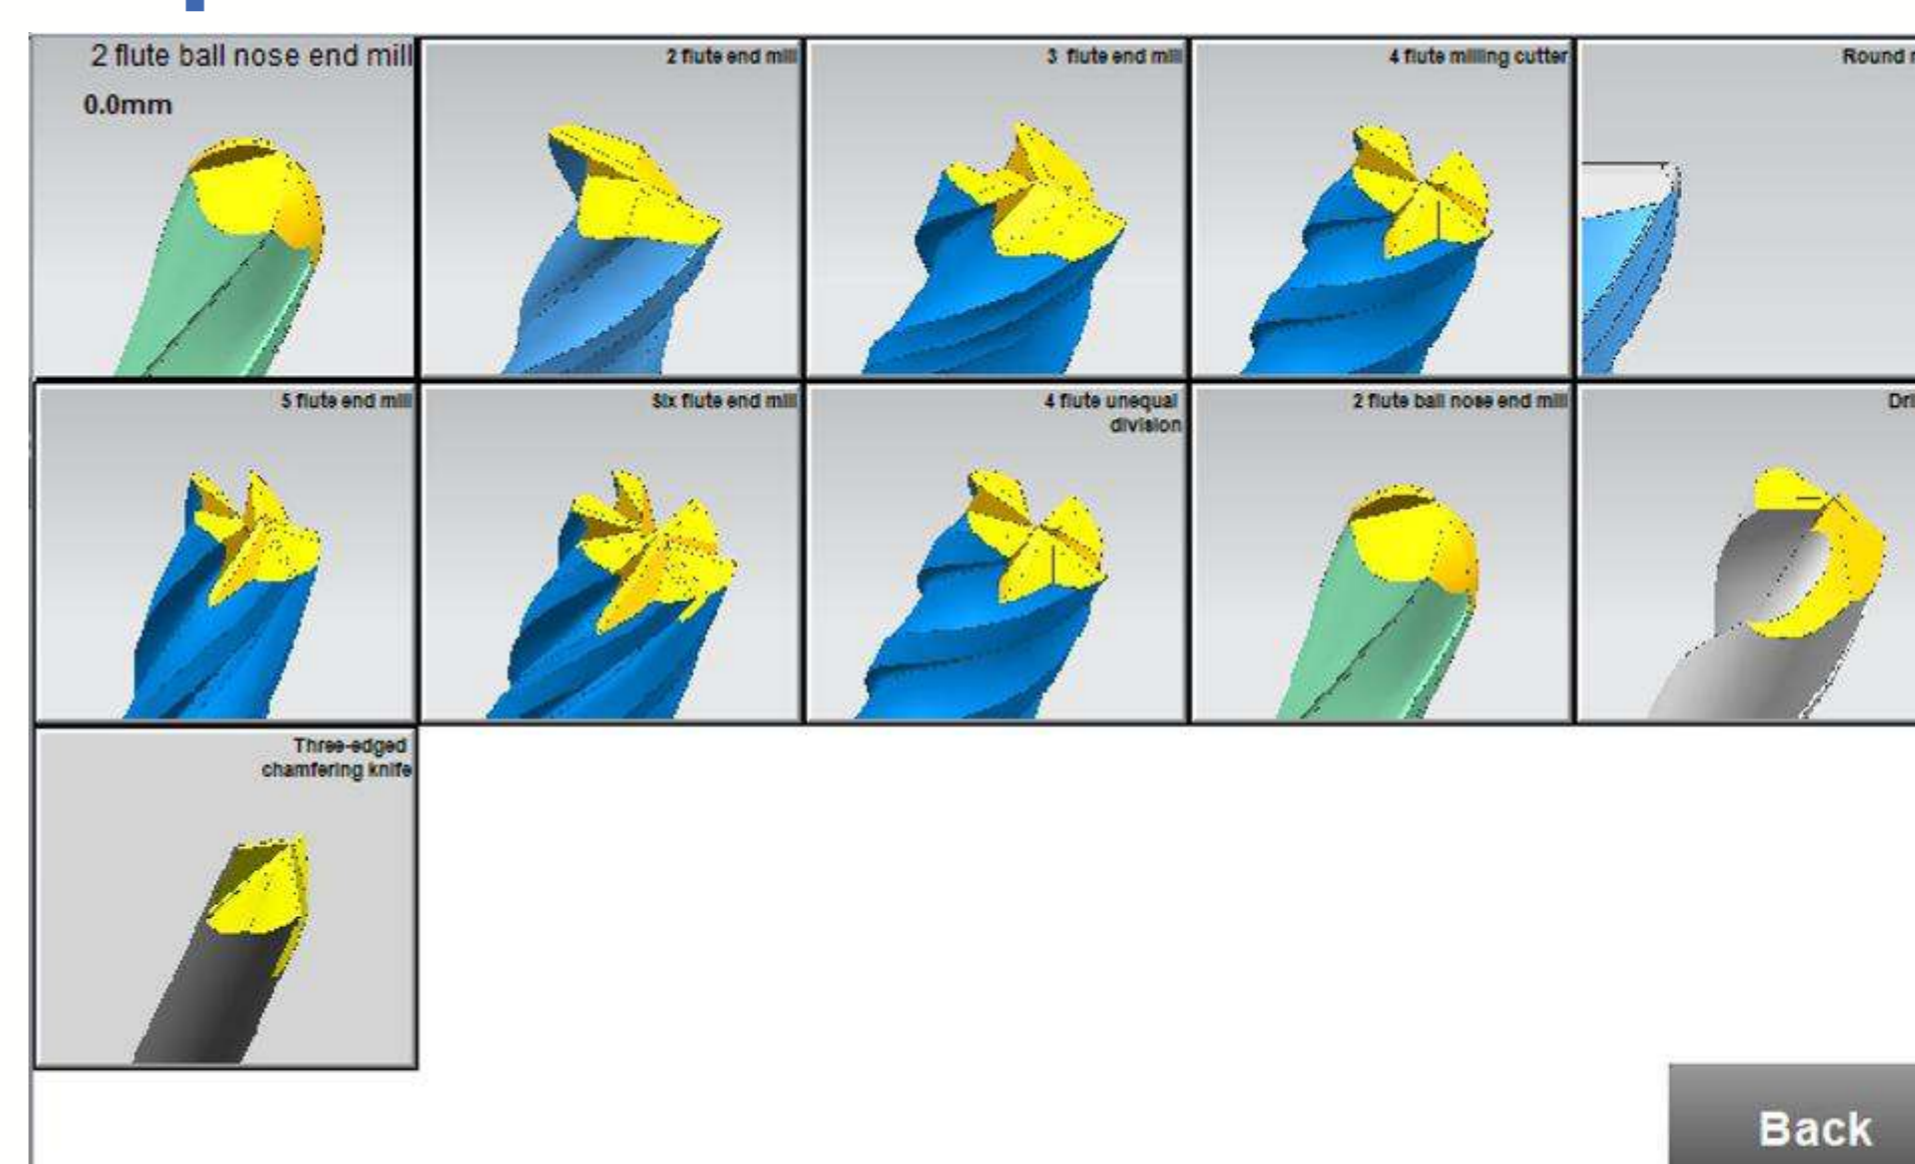 2 flute ball nose end mill
0.0mm
2 flute end mill
3 flute end mill
4 flute milling cutter
Round
5 flute end mill
Six flute end mill
4 flute unequal
division
2 flute ball nose end mill
Three-edged
chamfering knife
Back